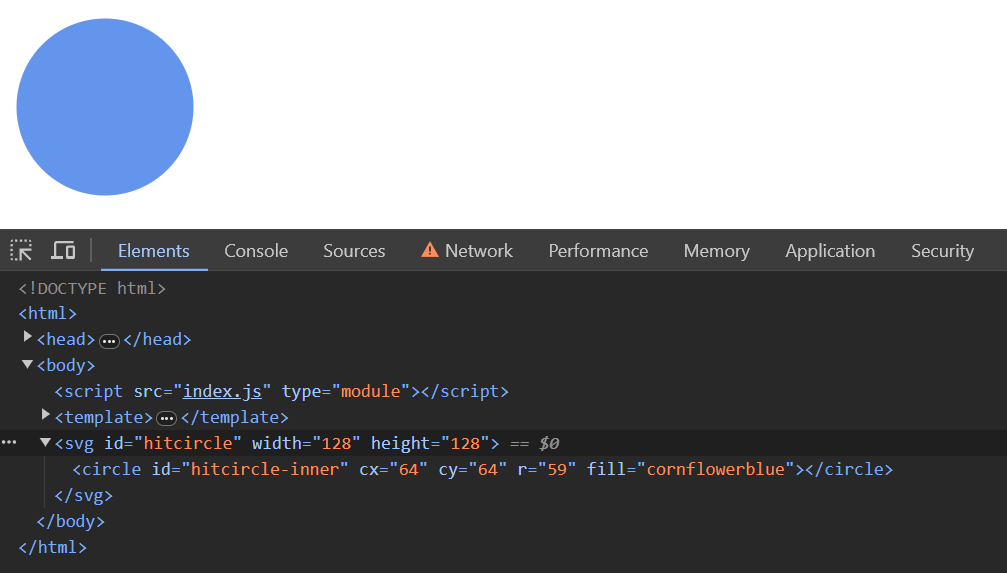 Elements Console Sources Network Performance Memory Application Security
<!DOCTYPE html>
<html>
<head>…</head>
<body>
<script src="index.js" type="module"></script>
<template>…</template>
<svg id="hitcircle" width="128" height="128"> == $0
<circle id="hitcircle-inner" cx="64" cy="64" r="59" fill="cornflowerblue"></circle>
</svg>
</body>
</html>